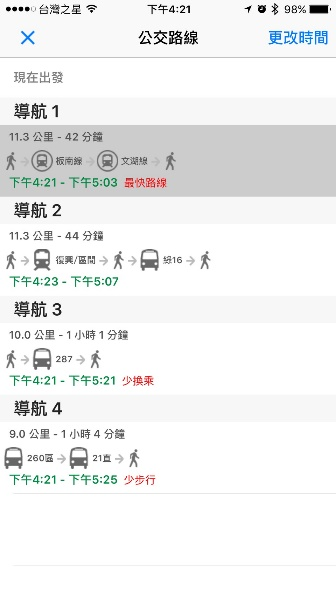 台灣之星 下午4:21 98%
公交路線 更改時間
現在出發
導航 1
11.3 公里 - 42 分鐘
板南線 文湖線
下午4:21 - 下午5:03 最快路線
導航 2
11.3 公里 - 44 分鐘
復興/區間 綠16
下午4:23 - 下午5:07
導航 3
10.0 公里 - 1 小時 1 分鐘
287
下午4:21 - 下午5:21 少換乘
導航 4
9.0 公里 - 1 小時 4 分鐘
260區 21直
下午4:21 - 下午5:25 少步行